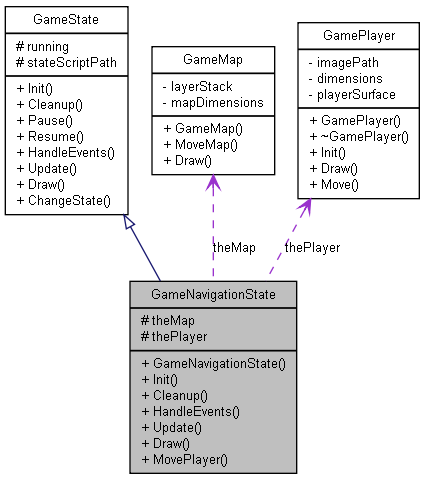 GameState
# running
# stateScriptPath
+ Init()
+ Cleanup()
+ Pause()
+ Resume()
+ HandleEvents()
+ Update()
+ Draw()
+ ChangeState()
GameMap
- layerStack
- mapDimensions
+ GameMap()
+ MoveMap()
+ Draw()
GamePlayer
- imagePath
- dimensions
- playerSurface
+ GamePlayer()
+ ~GamePlayer()
+ Init()
+ Draw()
+ Move()
theMap
thePlayer
GameNavigationState
# theMap
# thePlayer
+ GameNavigationState()
+ Init()
+ Cleanup()
+ HandleEvents()
+ Update()
+ Draw()
+ MovePlayer()